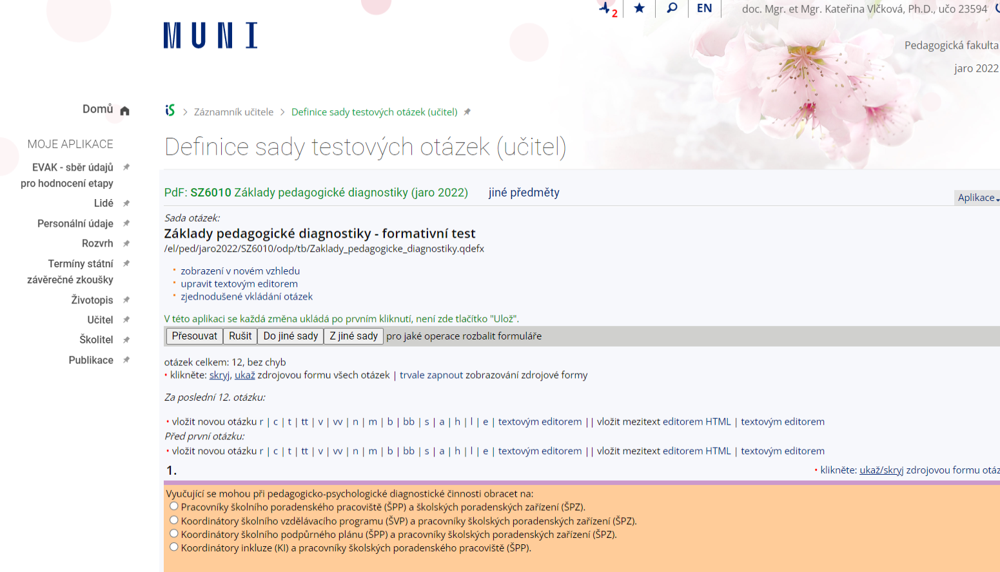 2
EN
doc. Mgr. et Mgr. Kateřina Vlčková, Ph.D., učo 23594
MUNI
Pedagogická fakulta
jaro 2022
Domů
MOJE APLIKACE
EVAK - sběr údajů
pro hodnocení etapy
Lidé
Personální údaje
Rozvrh
Termíny státní
závěrečné zkoušky
Životopis
Učitel
Školitel
Publikace
iS > Záznamník učitele > Definice sady testových otázek (učitel)
Definice sady testových otázek (učitel)
PdF: SZ6010 Základy pedagogické diagnostiky (jaro 2022) jiné předměty
Aplikace
Sada otázek:
Základy pedagogické diagnostiky - formativní test
/el/ped/jaro2022/SZ6010/odp/tb/Zaklady_pedagogicke_diagnostiky.qdefx
zobrazení v novém vzhledu
upravit textovým editorem
zjednodušené vkládání otázek
V této aplikaci se každá změna ukládá po prvním kliknutí, není zde tlačítko "Ulož".
Přesouvat Rušit Do jiné sady Z jiné sady pro jaké operace rozbalit formuláře
otázek celkem: 12, bez chyb
• klikněte: skryj, ukaž zdrojovou formu všech otázek | trvale zapnout zobrazování zdrojové formy
Za poslední 12. otázku:
• vložit novou otázku r | c | t | tt | v | vv | n | m | b | bb | s | a | h | l | e | textovým editorem || vložit mezitext editorem HTML | textovým editorem
Před první otázku:
• vložit novou otázku r | c | t | tt | v | vv | n | m | b | bb | s | a | h | l | e | textovým editorem || vložit mezitext editorem HTML | textovým editorem
1.
• klikněte: ukaž/skryj zdrojovou formu otáz
Vyučující se mohou při pedagogicko-psychologické diagnostické činnosti obracet na:
Pracovníky školního poradenského pracoviště (ŠPP) a školských poradenských zařízení (ŠPZ).
Koordinátory školního vzdělávacího programu (ŠVP) a pracovníky školských poradenských zařízení (ŠPZ).
Koordinátory školního podpůrného plánu (ŠPP) a pracovníky školských poradenských zařízení (ŠPZ).
Koordinátory inkluze (KI) a pracovníky školských poradenského pracoviště (ŠPP).